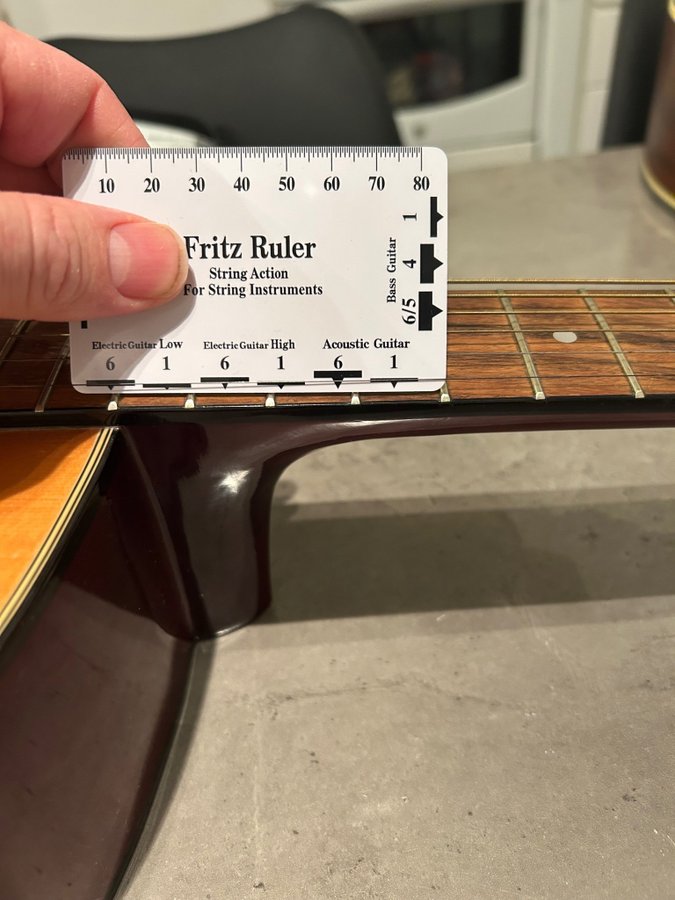 10 20 30 40 50 60 70 80
Fritz Ruler
String Action
For String Instruments
Bass Guitar
1
4
6/5
Electric Guitar Low
6 1
Electric Guitar High
6 1
Acoustic Guitar
6 1